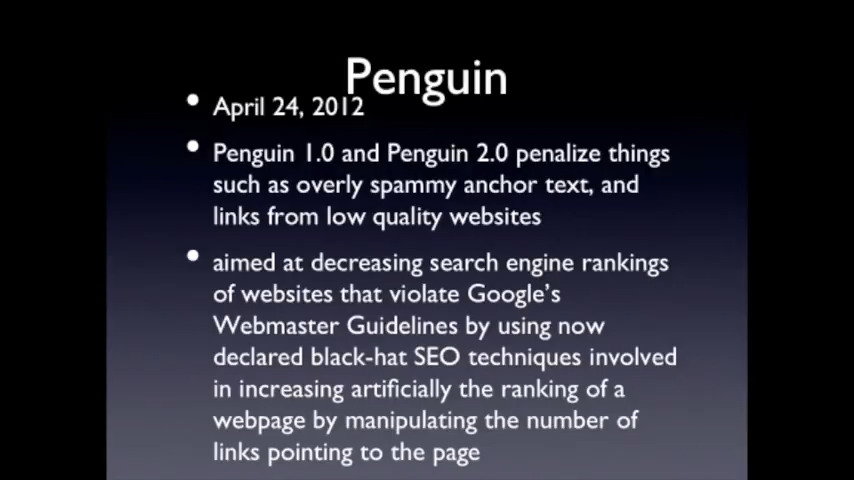 Penguin
• April 24, 2012
• Penguin 1.0 and Penguin 2.0 penalize things
such as overly spammy anchor text, and
links from low quality websites
• aimed at decreasing search engine rankings
of websites that violate Google's
Webmaster Guidelines by using now
declared black-hat SEO techniques involved
in increasing artificially the ranking of a
webpage by manipulating the number of
links pointing to the page